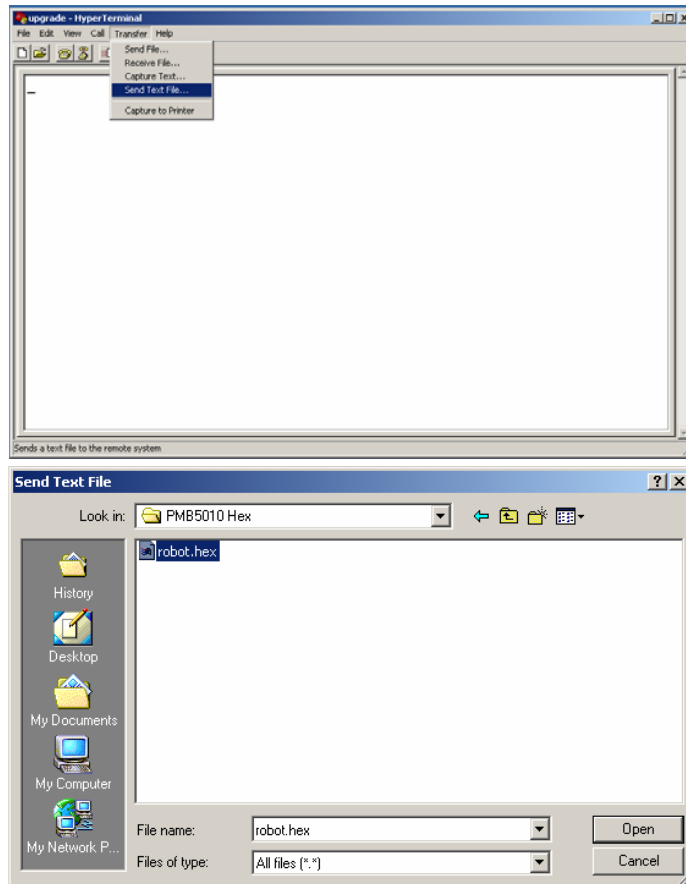 upgrade - HyperTerminal
File Edit View Call Transfer Help
Send File...
Receive File...
Capture Text...
Send Text File...
Capture to Printer
Sends a text file to the remote system
Send Text File
Look in: PMB5010 Hex
robot.hex
History
Desktop
My Documents
My Computer
My Network P...
File name: robot.hex Open
Files of type: All files (*.*) Cancel